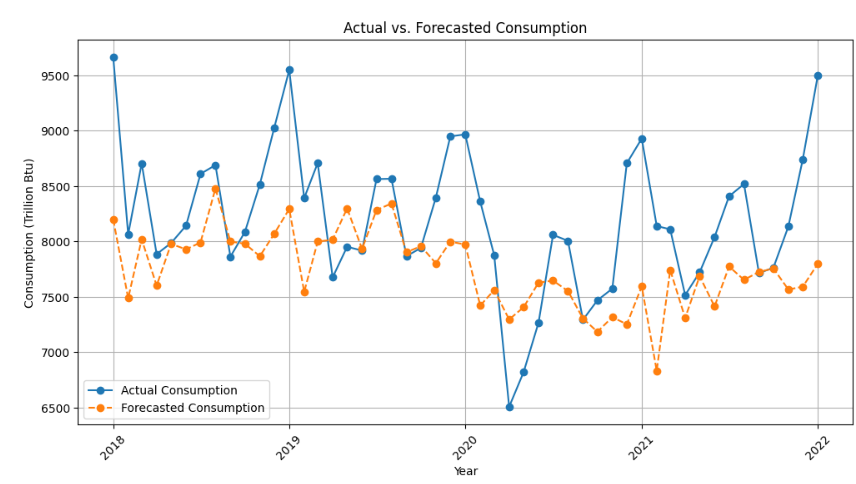 Actual vs. Forecasted Consumption
Consumption (Trillion Btu)
9500
9000
8500
8000
7500
7000
6500
Actual Consumption
Forecasted Consumption
2018
2019
2020
2021
2022
Year